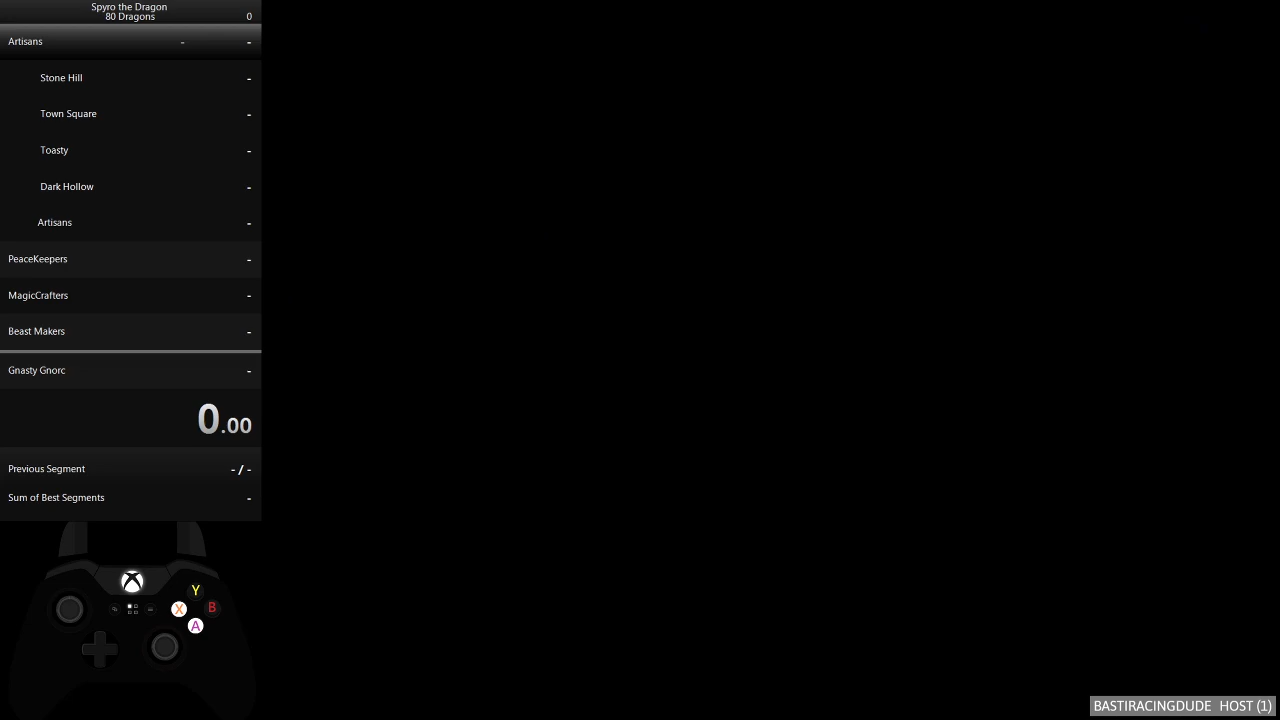 Spyro the Dragon
80 Dragons 0
Artisans - -
Stone Hill -
Town Square -
Toasty -
Dark Hollow -
Artisans -
PeaceKeepers -
MagicCrafters -
Beast Makers -
Gnasty Gnorc -
0.00
Previous Segment - / -
Sum of Best Segments -
Y
X B
A
BASTIRACINGDUDE HOST (1)